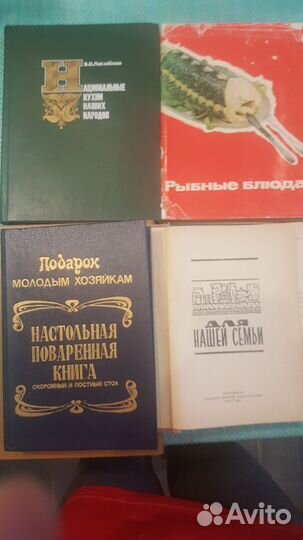 В.В.Похлёбкин
НАЦИОНАЛЬНЫЕ
КУХНИ
НАШИХ
НАРОДОВ
Рыбные блюда
Подарок
МОЛОДЫМ ХОЗЯЙКАМ
НАСТОЛЬНАЯ
ПОВАРЕННАЯ
КНИГА
СКОРОМНЫЙ И ПОСТНЫЙ СТОЛ
ДЛЯ
НАШЕЙ СЕМЬИ
Avito